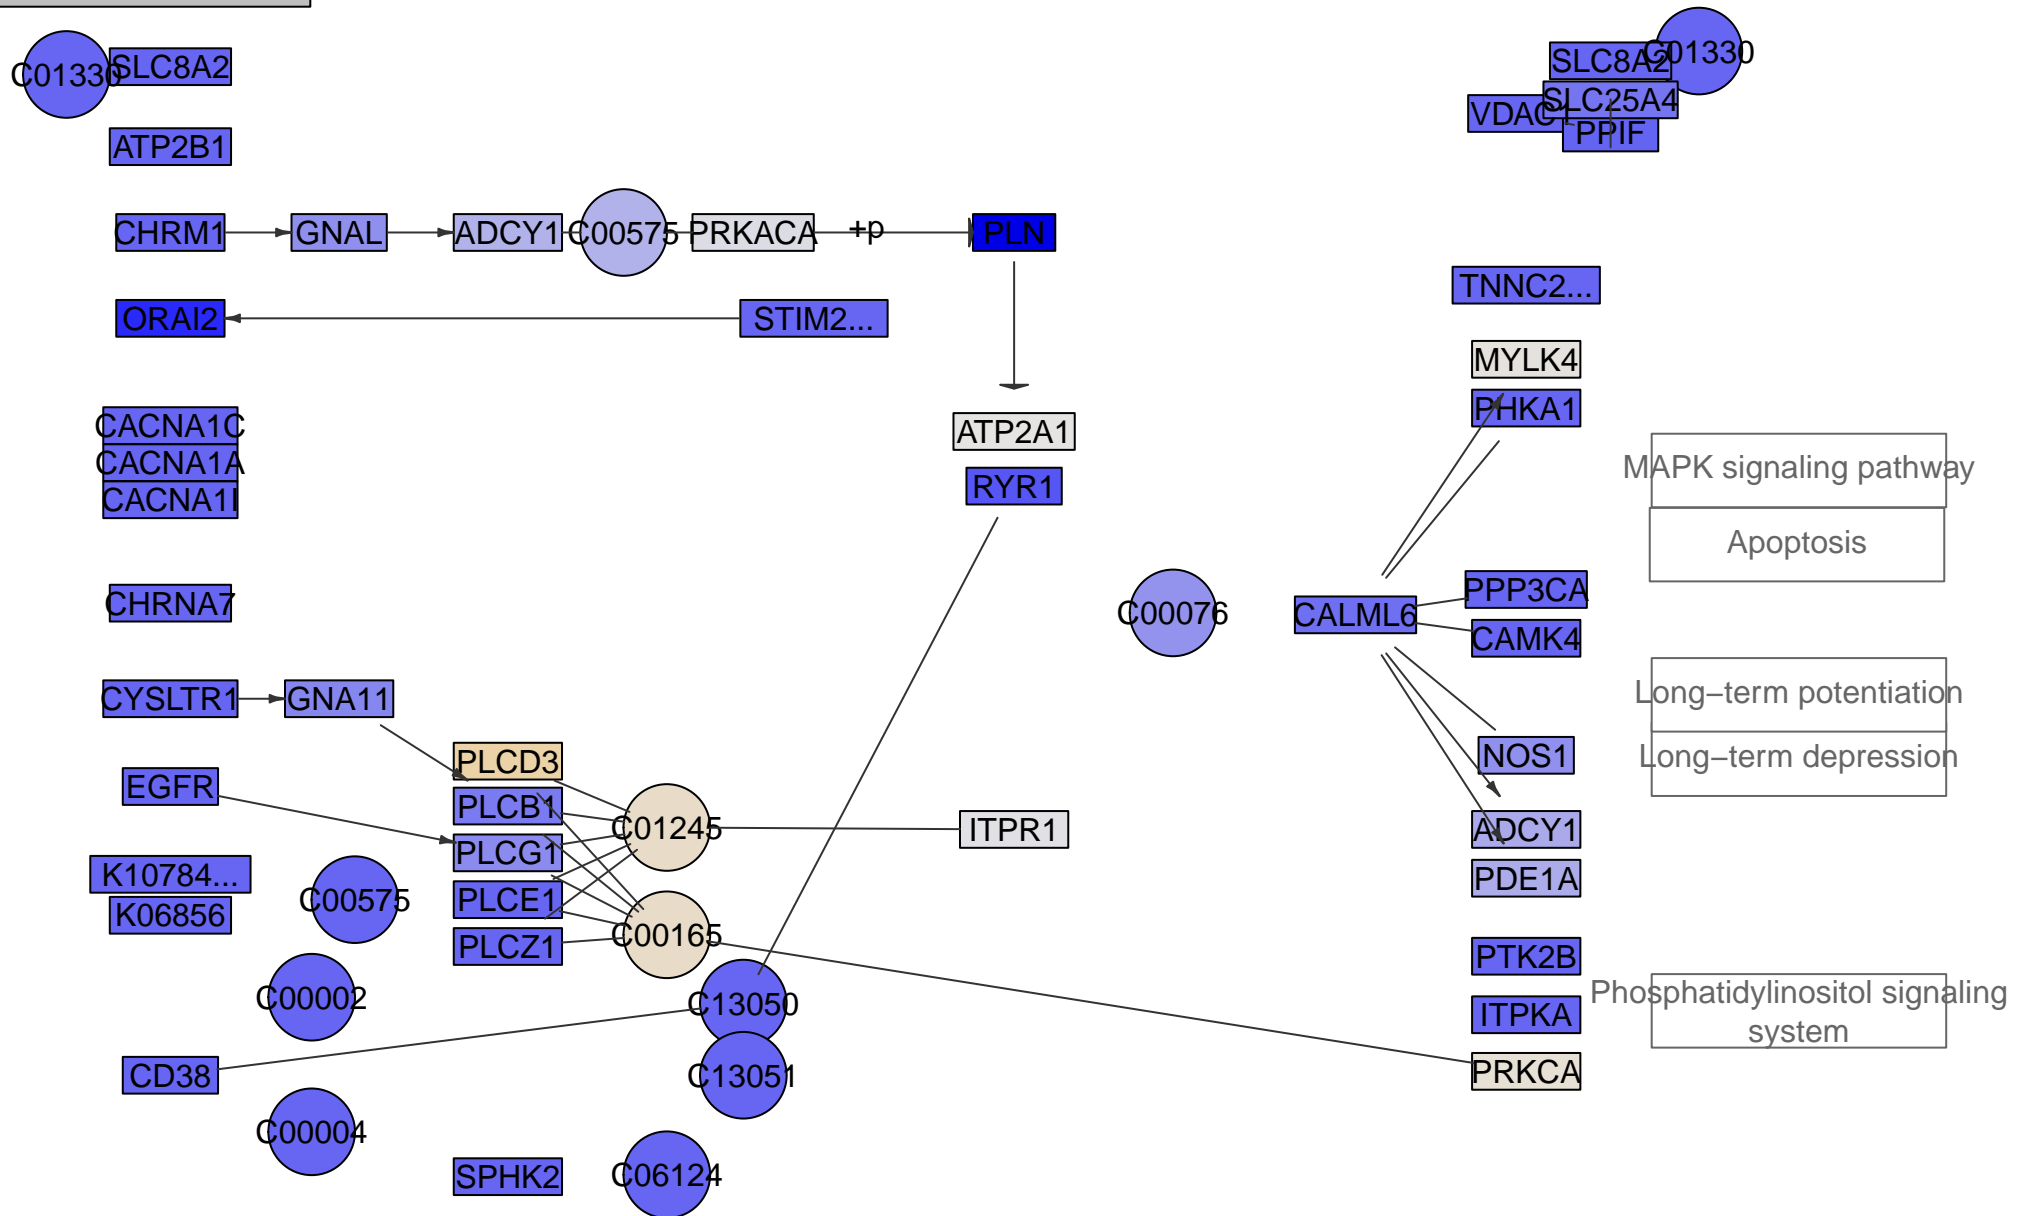 C01330
SLC8A2
SLC8A2
C01330
SLC25A4
VDAC1
PPIF
ATP2B1
CHRM1
GNAL
ADCY1
C00575
PRKACA
+p
PLN
TNNC2...
ORAI2
STIM2...
MYLK4
PHKA1
CACNA1C
CACNA1A
CACNA1I
ATP2A1
RYR1
MAPK signaling pathway
Apoptosis
CHRNA7
C00076
CALML6
PPP3CA
CAMK4
CYSLTR1
GNA11
Long−term potentiation
Long−term depression
NOS1
PLCD3
EGFR
PLCB1
C01245
ITPR1
ADCY1
PLCG1
K10784...
PDE1A
C00575
PLCE1
K06856
C00165
PLCZ1
PTK2B
C00002
C13050
ITPKA
Phosphatidylinositol signaling
system
CD38
C13051
PRKCA
C00004
SPHK2
C06124